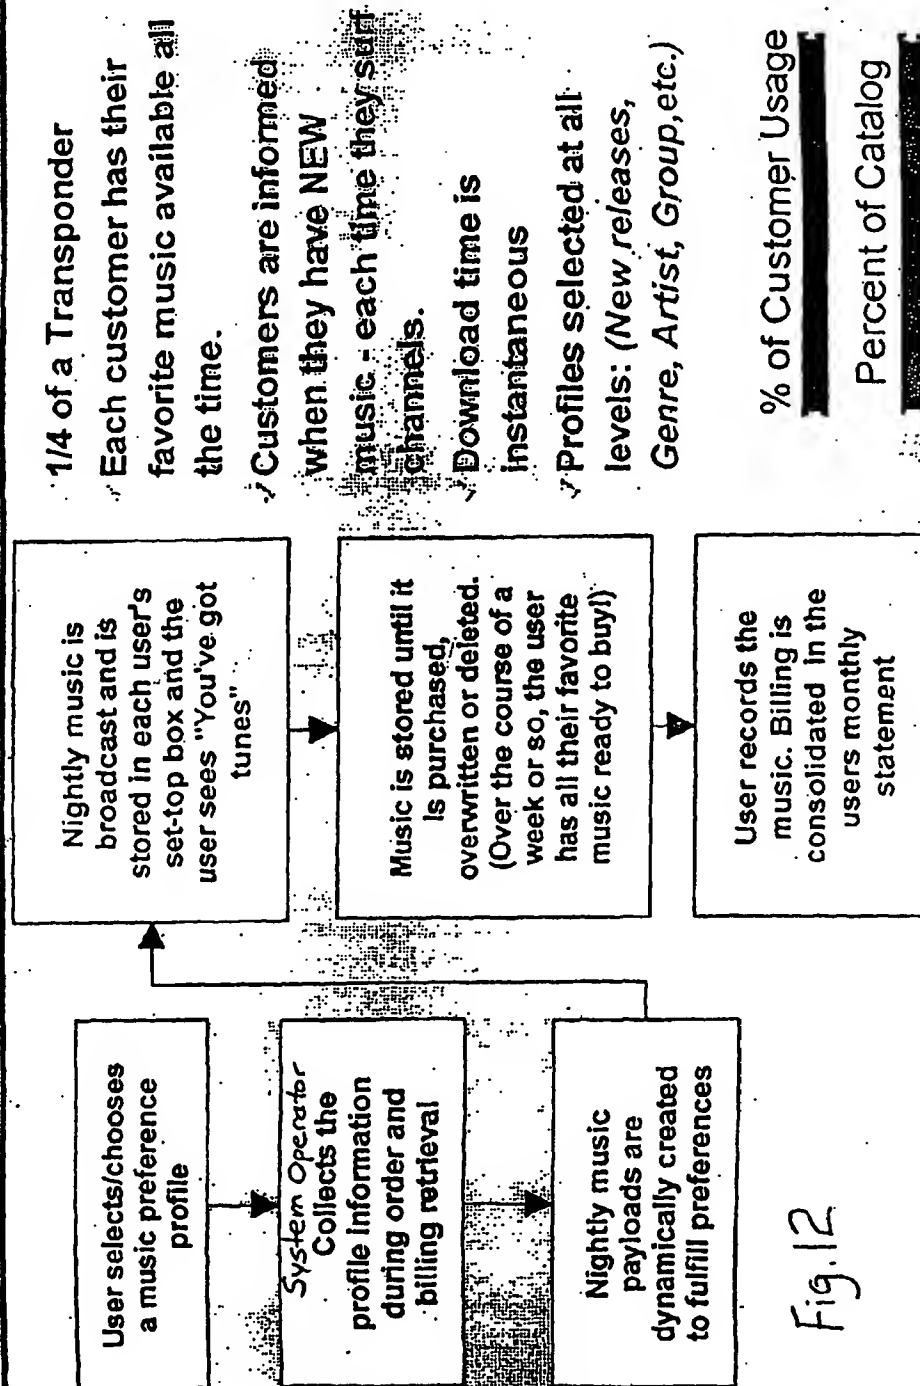 User selects/chooses
a music preference
profile
System Operator
Collects the
profile information
during order and
billing retrieval
Nightly music
payloads are
dynamically created
to fulfill preferences
Nightly music is
broadcast and is
stored in each user's
set-top box and the
user sees "You've got
tunes"
Music is stored until it
is purchased,
overwritten or deleted.
(Over the course of a
week or so, the user
has all their favorite
music ready to buy!)
User records the
music. Billing is
consolidated in the
users monthly
statement
1/4 of a Transponder
✓ Each customer has their
favorite music available all
the time.
✓ Customers are informed
when they have NEW
music - each time they surf
channels.
✓ Download time is
instantaneous
✓ Profiles selected at all
levels: (New releases,
Genre, Artist, Group, etc.)
% of Customer Usage
Percent of Catalog
Fig.12